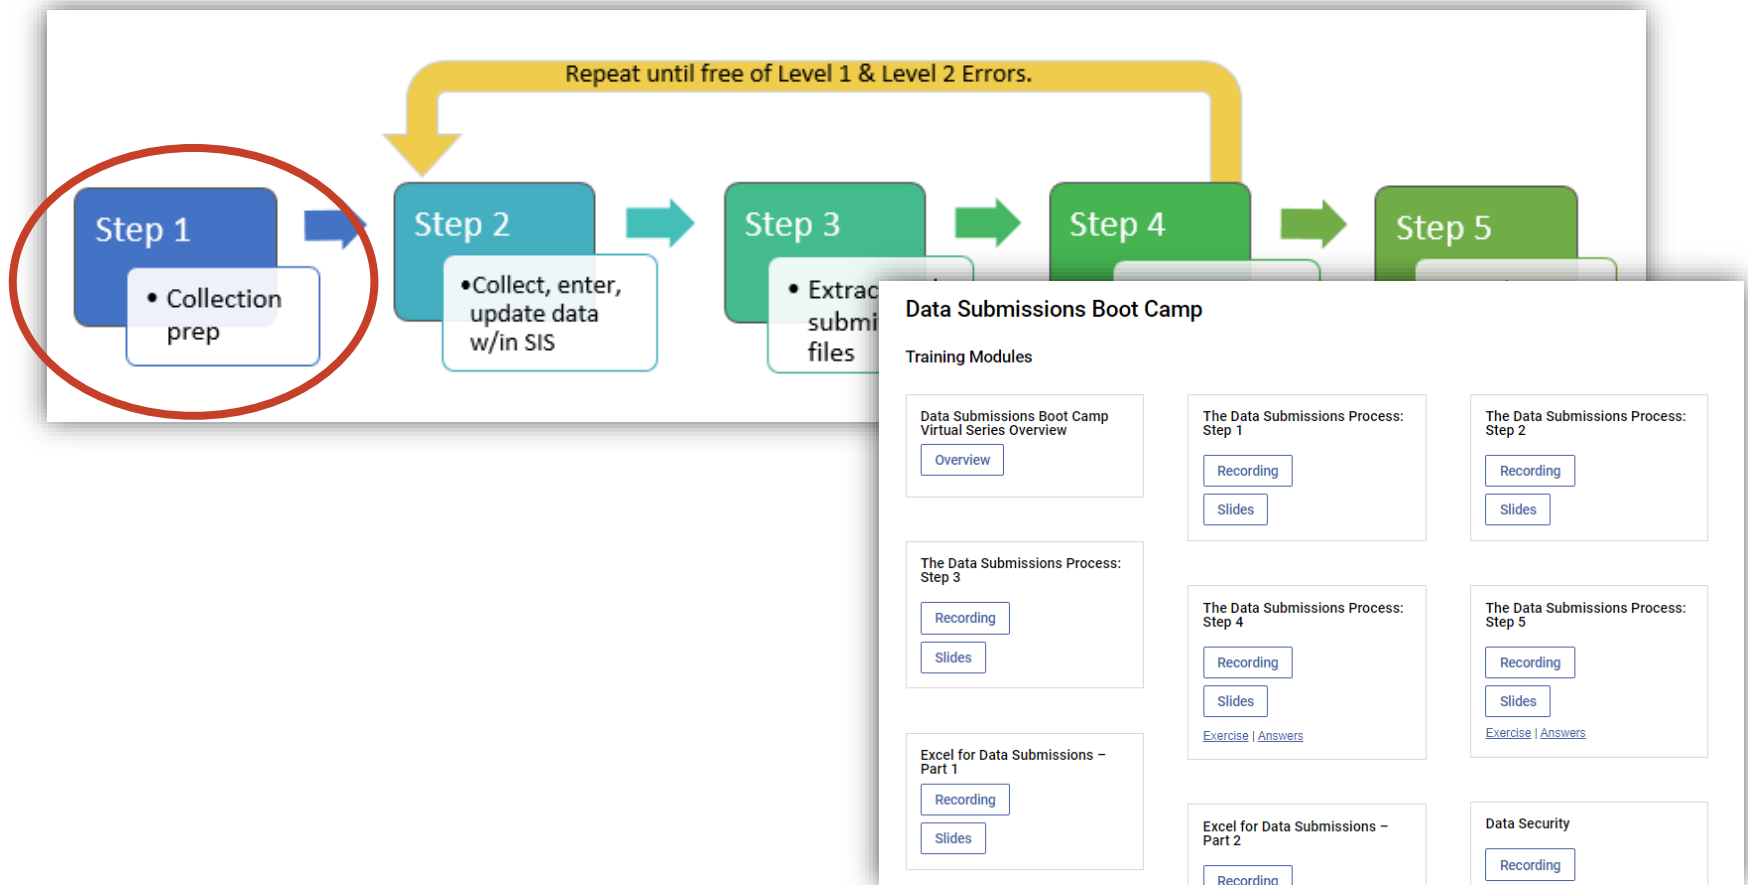 Repeat until free of Level 1 & Level 2 Errors.
Step 1
• Collection
prep
Step 2
•Collect, enter,
update data
w/in SIS
Step 3
•
submi
files
Step 4
Step 5
Data Submissions Boot Camp
Training Modules
Data Submissions Boot Camp
Virtual Series Overview
Overview
The Data Submissions Process:
Step 1
Recording
Slides
The Data Submissions Process:
Step 2
Recording
Slides
The Data Submissions Process:
Step 3
Recording
Slides
The Data Submissions Process:
Step 4
Recording
Slides
Exercise | Answers
The Data Submissions Process:
Step 5
Recording
Slides
Exercise | Answers
Excel for Data Submissions –
Part 1
Recording
Slides
Excel for Data Submissions –
Part 2
Recording
Data Security
Recording